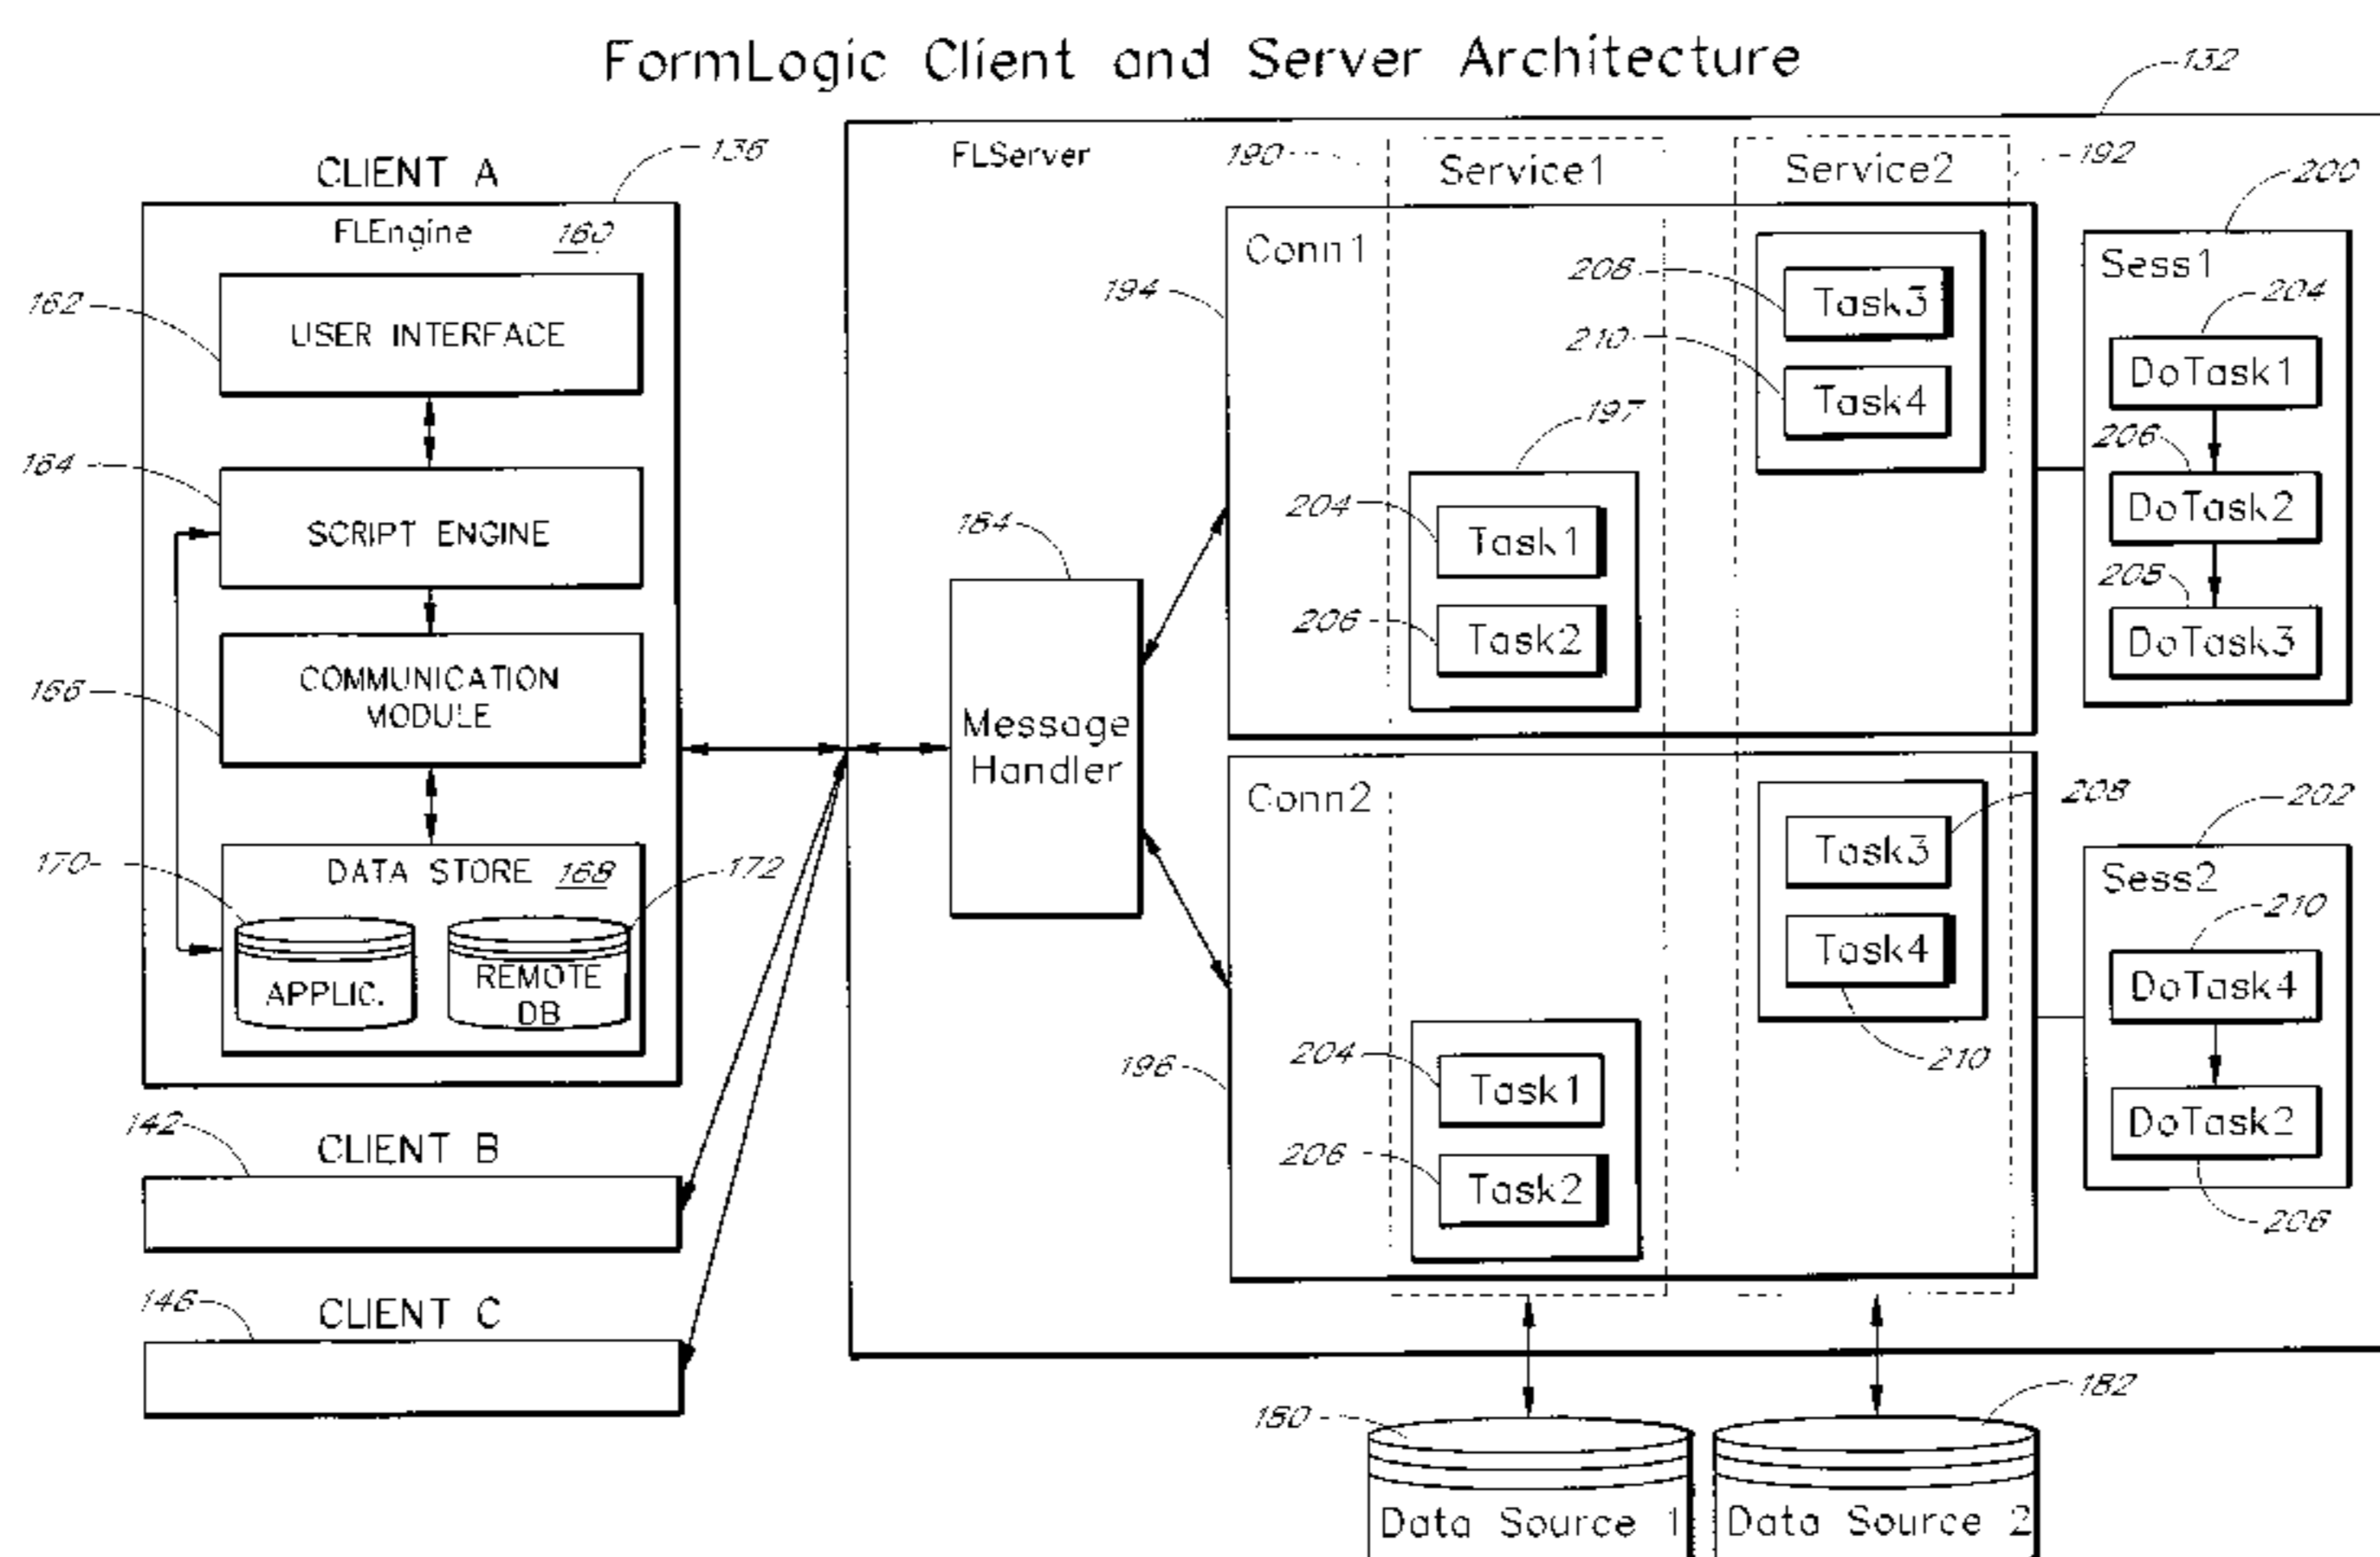 FormLogic Client and Server Architecture
132
CLIENT A
136
FLEngine 160
162
USER INTERFACE
164
SCRIPT ENGINE
166
COMMUNICATION
MODULE
170
DATA STORE 168
172
APPLIC.
REMOTE
DB
142
CLIENT B
146
CLIENT C
FLServer
184
Message
Handler
190
Service1
Service2
192
194
Conn1
208
Task3
210
Task4
197
204
Task1
206
Task2
196
Conn2
208
Task3
Task4
210
204
Task1
206
Task2
200
Sess1
204
DoTask1
206
DoTask2
208
DoTask3
202
Sess2
210
DoTask4
DoTask2
206
180
Data Source 1
182
Data Source 2